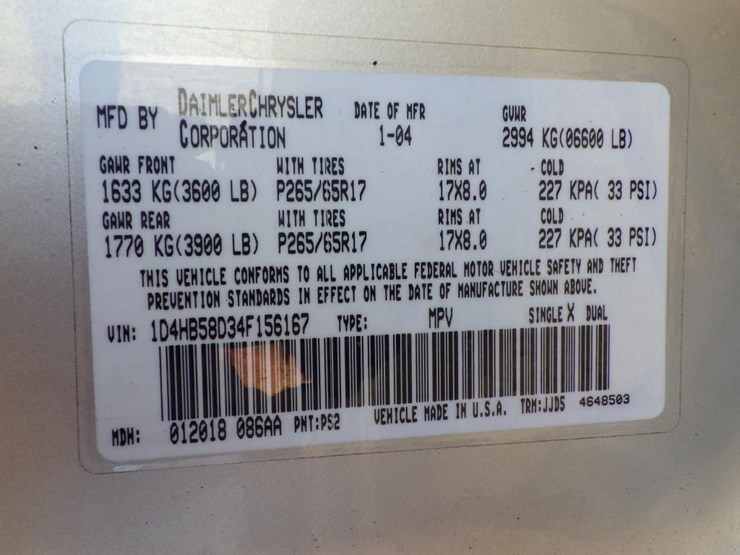 MFD BY DAIMLERCHRYSLER CORPORATION DATE OF MFR 1-04 GVWR 2994 KG(06600 LB)
GAWR FRONT WITH TIRES RIMS AT COLD
1633 KG(3600 LB) P265/65R17 17X8.0 227 KPA( 33 PSI)
GAWR REAR WITH TIRES RIMS AT COLD
1770 KG(3900 LB) P265/65R17 17X8.0 227 KPA( 33 PSI)
THIS VEHICLE CONFORMS TO ALL APPLICABLE FEDERAL MOTOR VEHICLE SAFETY AND THEFT
PREVENTION STANDARDS IN EFFECT ON THE DATE OF MANUFACTURE SHOWN ABOVE.
VIN: 1D4HB58D34F156167 TYPE: MPV SINGLE X DUAL
MDH: 012018 086AA PNT:PS2 VEHICLE MADE IN U.S.A. TRM:JJD5 4648503